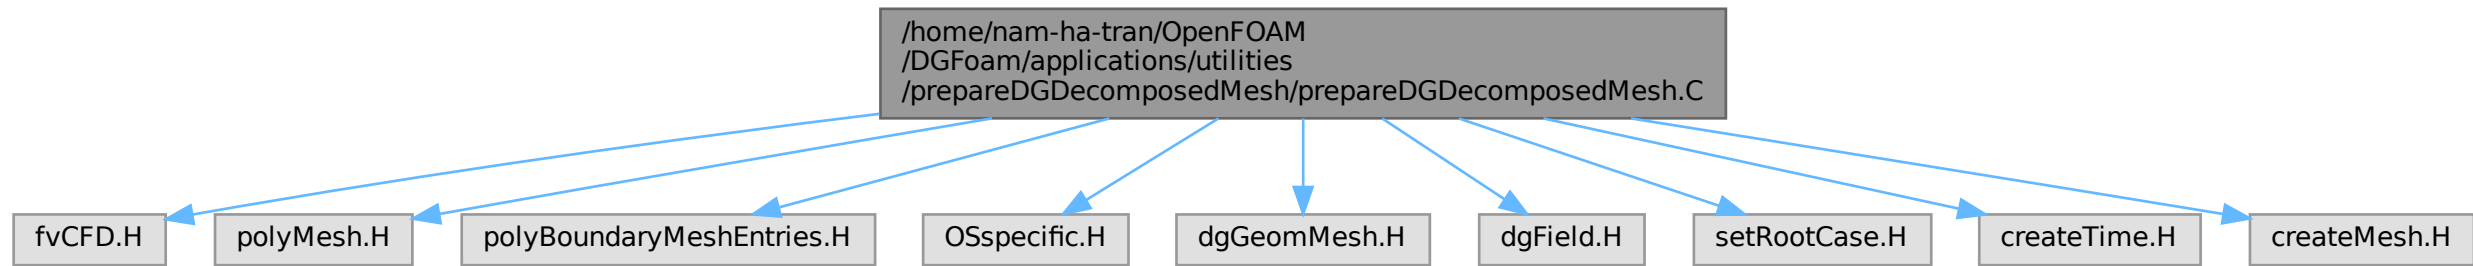 /home/nam-ha-tran/OpenFOAM
/DGFoam/applications/utilities
/prepareDGDecomposedMesh/prepareDGDecomposedMesh.C
fvCFD.H
polyMesh.H
polyBoundaryMeshEntries.H
OSspecific.H
dgGeomMesh.H
dgField.H
setRootCase.H
createTime.H
createMesh.H